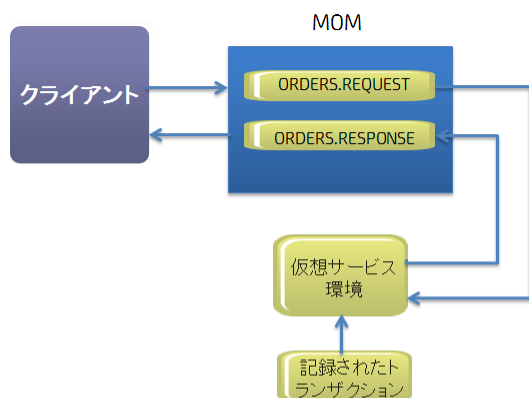 MOM
クライアント
ORDERS.REQUEST
ORDERS.RESPONSE
仮想サービス
環境
記録されたト
ランザクション